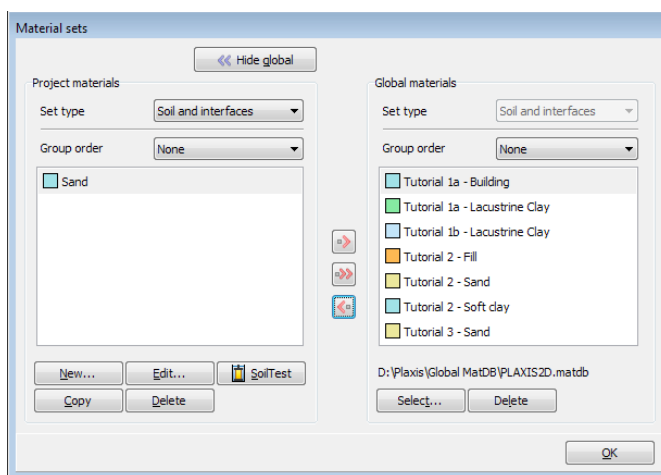 Material sets
Hide global
Project materials
Set type
Soil and interfaces
Group order
None
Sand
New...
Edit...
SoilTest
Copy
Delete
Global materials
Set type
Soil and interfaces
Group order
None
Tutorial 1a - Building
Tutorial 1a - Lacustrine Clay
Tutorial 1b - Lacustrine Clay
Tutorial 2 - Fill
Tutorial 2 - Sand
Tutorial 2 - Soft clay
Tutorial 3 - Sand
D:\Plaxis\Global MatDB\PLAXIS2D.matdb
Select...
Delete
OK